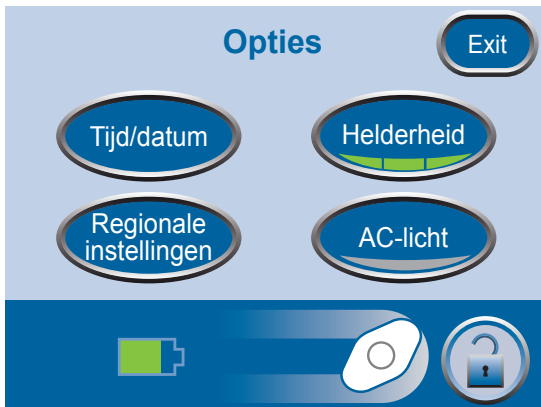 Opties
Exit
Tijd/datum
Helderheid
Regionale
instellingen
AC-licht